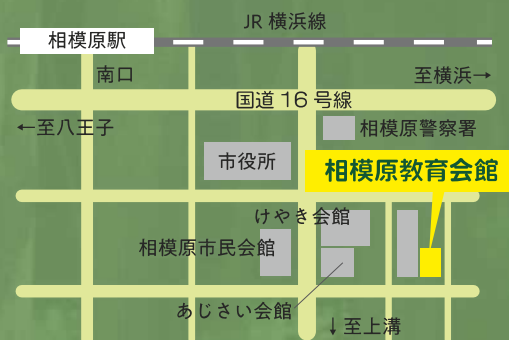 JR 横浜線
相模原駅
南口
至横浜→
国道 16 号線
←至八王子
相模原警察署
市役所
相模原教育会館
けやき会館
相模原市民会館
あじさい会館
↓至上溝